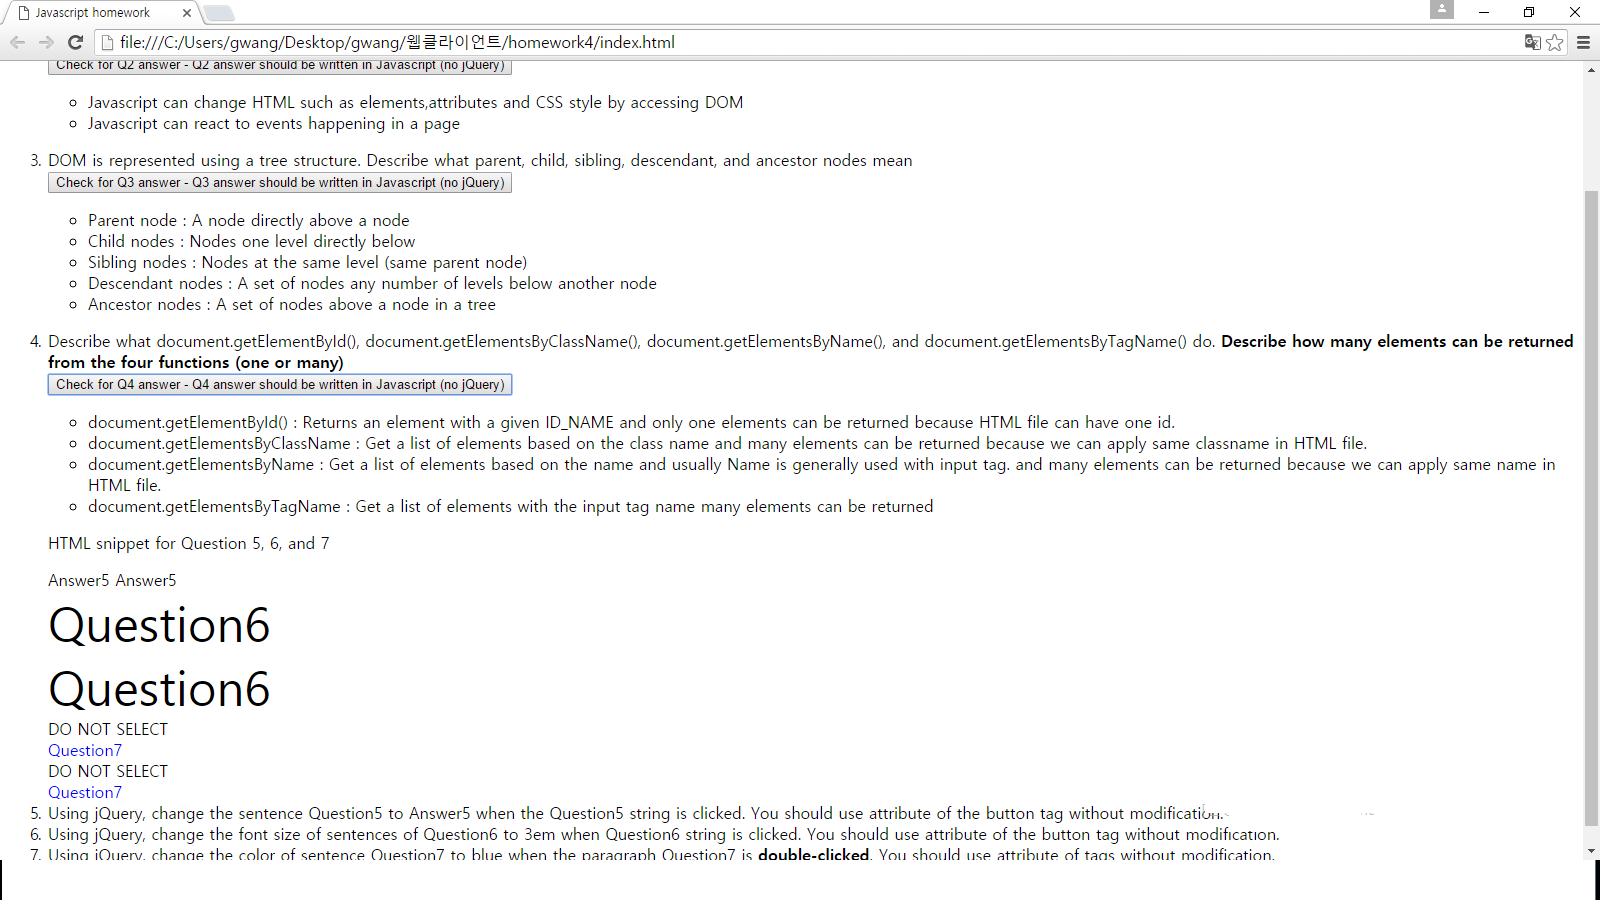 Javascript homework
file:///C:/Users/gwang/Desktop/gwang/웹클라이언트/homework4/index.html
Check for Q2 answer - Q2 answer should be written in Javascript (no jQuery)
Javascript can change HTML such as elements,attributes and CSS style by accessing DOM
Javascript can react to events happening in a page
3. DOM is represented using a tree structure. Describe what parent, child, sibling, descendant, and ancestor nodes mean
Check for Q3 answer - Q3 answer should be written in Javascript (no jQuery)
Parent node : A node directly above a node
Child nodes : Nodes one level directly below
Sibling nodes : Nodes at the same level (same parent node)
Descendant nodes : A set of nodes any number of levels below another node
Ancestor nodes : A set of nodes above a node in a tree
4. Describe what document.getElementById(), document.getElementsByClassName(), document.getElementsByName(), and document.getElementsByTagName() do. Describe how many elements can be returned
from the four functions (one or many)
Check for Q4 answer - Q4 answer should be written in Javascript (no jQuery)
document.getElementById() : Returns an element with a given ID_NAME and only one elements can be returned because HTML file can have one id.
document.getElementsByClassName : Get a list of elements based on the class name and many elements can be returned because we can apply same classname in HTML file.
document.getElementsByName : Get a list of elements based on the name and usually Name is generally used with input tag. and many elements can be returned because we can apply same name in
HTML file.
document.getElementsByTagName : Get a list of elements with the input tag name many elements can be returned
HTML snippet for Question 5, 6, and 7
Answer5 Answer5
Question6
Question6
DO NOT SELECT
Question7
DO NOT SELECT
Question7
5. Using jQuery, change the sentence Question5 to Answer5 when the Question5 string is clicked. You should use attribute of the button tag without modification.
6. Using jQuery, change the font size of sentences of Question6 to 3em when Question6 string is clicked. You should use attribute of the button tag without modification.
7. Using jQuery, change the color of sentence Question7 to blue when the paragraph Question7 is double-clicked. You should use attribute of tags without modification.